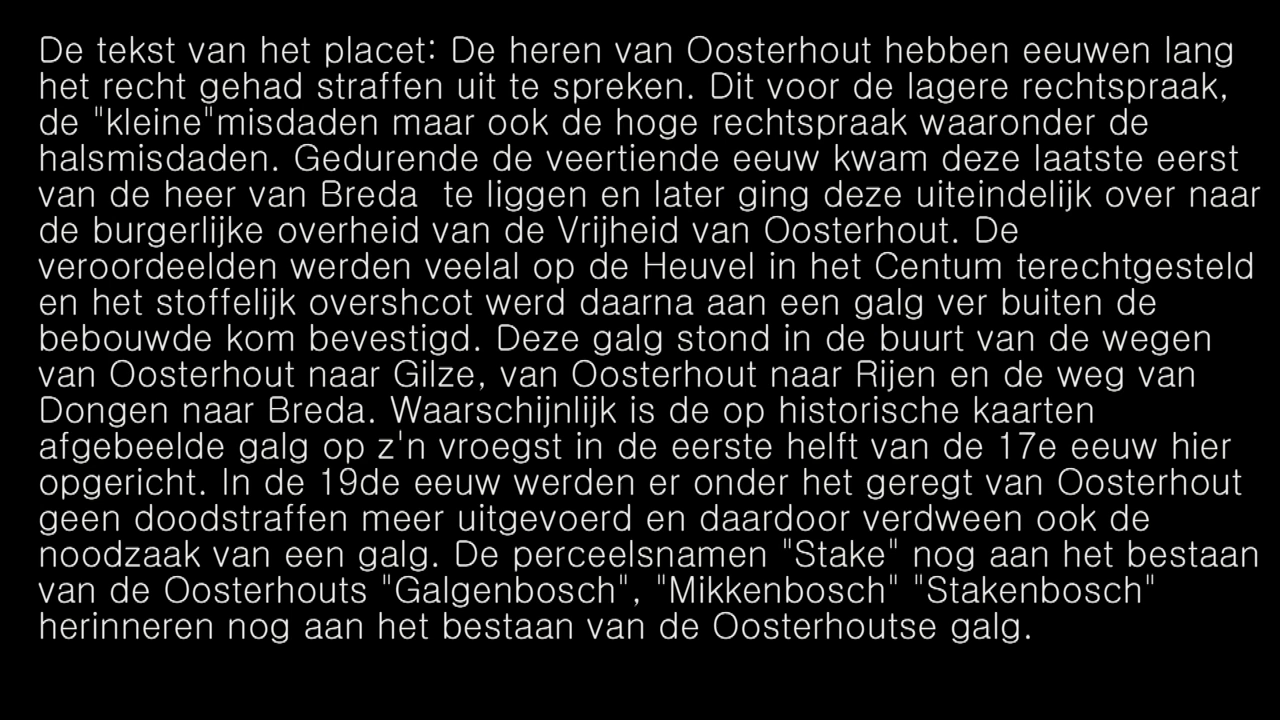 De tekst van het placet: De heren van Oosterhout hebben eeuwen lang
het recht gehad straffen uit te spreken. Dit voor de lagere rechtspraak,
de "kleine"misdaden maar ook de hoge rechtspraak waaronder de
halsmisdaden. Gedurende de veertiende eeuw kwam deze laatste eerst
van de heer van Breda  te liggen en later ging deze uiteindelijk over naar
de burgerlijke overheid van de Vrijheid van Oosterhout. De
veroordeelden werden veelal op de Heuvel in het Centum terechtgesteld
en het stoffelijk overshcot werd daarna aan een galg ver buiten de
bebouwde kom bevestigd. Deze galg stond in de buurt van de wegen
van Oosterhout naar Gilze, van Oosterhout naar Rijen en de weg van
Dongen naar Breda. Waarschijnlijk is de op historische kaarten
afgebeelde galg op z'n vroegst in de eerste helft van de 17e eeuw hier
opgericht. In de 19de eeuw werden er onder het geregt van Oosterhout
geen doodstraffen meer uitgevoerd en daardoor verdween ook de
noodzaak van een galg. De perceelsnamen "Stake" nog aan het bestaan
van de Oosterhouts "Galgenbosch", "Mikkenbosch" "Stakenbosch"
herinneren nog aan het bestaan van de Oosterhoutse galg.